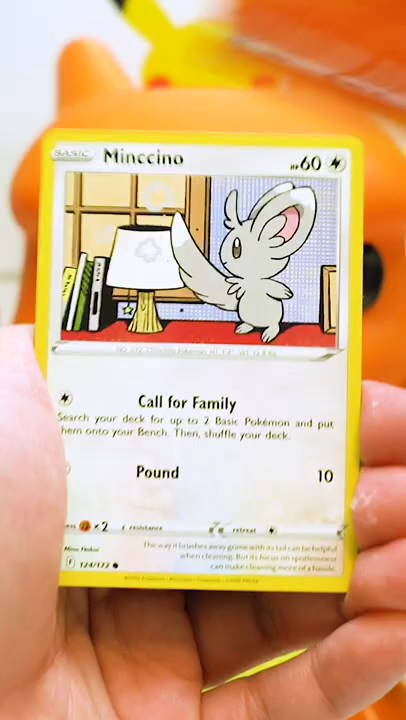 BASIC Minccino HP 60
Call for Family
Search your deck for up to 2 Basic Pokémon and put
them onto your Bench. Then, shuffle your deck.
Pound 10
×2 resistance retreat
The way it brushes away grime with its tail can be helpful
when cleaning. But its focus on spotlessness
can make cleaning more of a hassle.
F 124/172